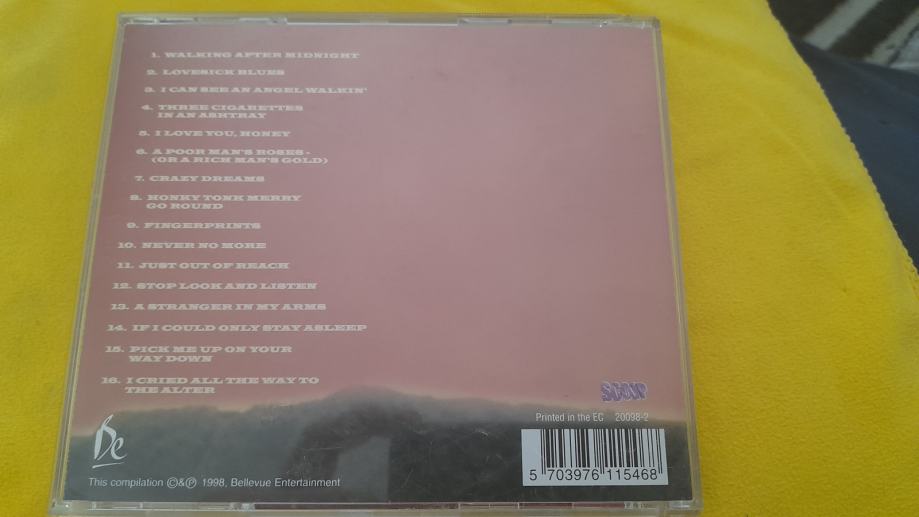 1. WALKING AFTER MIDNIGHT
2. LOVESICK BLUES
3. I CAN SEE AN ANGEL WALKIN'
4. THREE CIGARETTES
IN AN ASHTRAY
5. I LOVE YOU, HONEY
6. A POOR MAN'S ROSES -
(OR A RICH MAN'S GOLD)
7. CRAZY DREAMS
8. HONKY TONK MERRY
GO ROUND
9. FINGERPRINTS
10. NEVER NO MORE
11. JUST OUT OF REACH
12. STOP LOOK AND LISTEN
13. A STRANGER IN MY ARMS
14. IF I COULD ONLY STAY ASLEEP
15. PICK ME UP ON YOUR
WAY DOWN
16. I CRIED ALL THE WAY TO
THE ALTER
Be
Printed in the EC 20098-2
5 703976 115468
This compilation ©&℗ 1998, Bellevue Entertainment